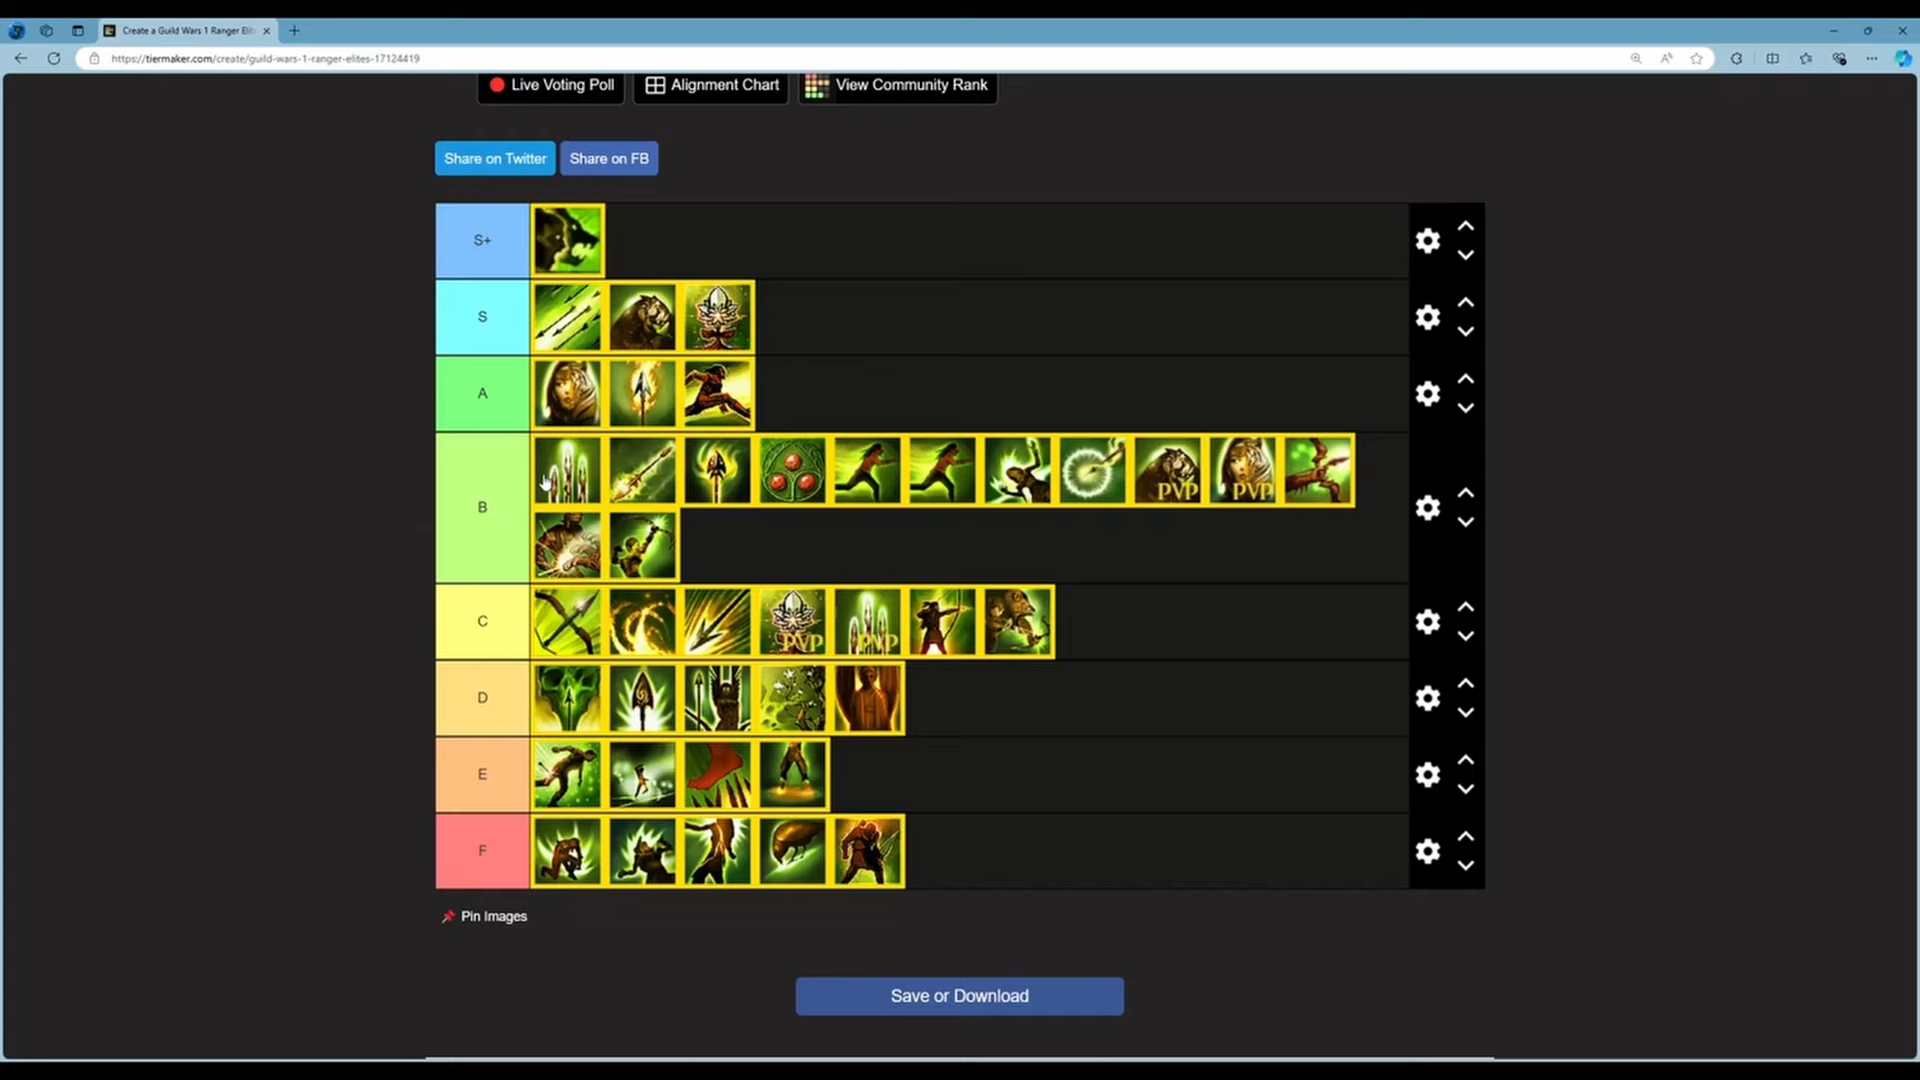 Create a Guild Wars 1 Ranger Elit
https://tiermaker.com/create/guild-wars-1-ranger-elites-17124419
Live Voting Poll
Alignment Chart
View Community Rank
Share on Twitter
Share on FB
S+
S
A
B
PVP
PVP
C
PVP
PVP
D
E
F
Pin Images
Save or Download